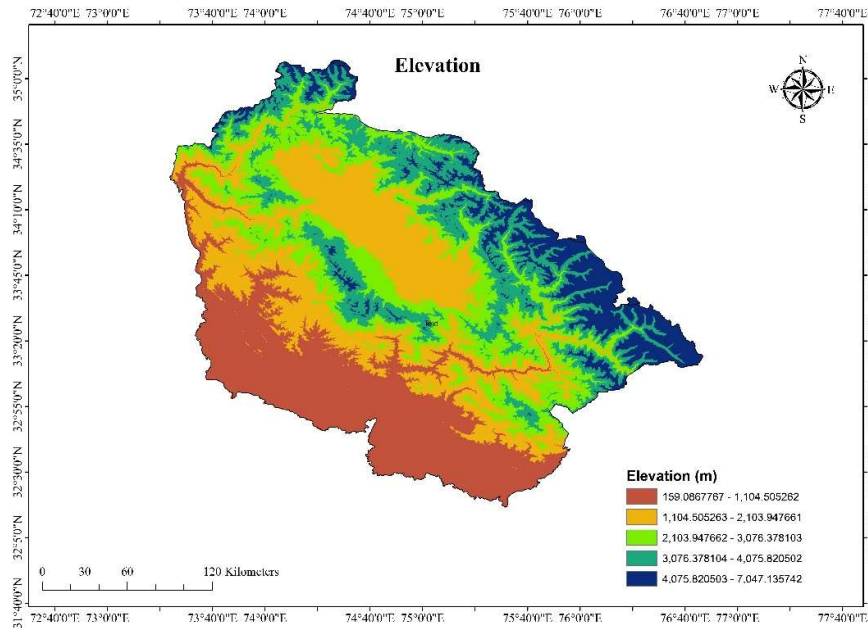 72°40'0"E 73°0'0"E 73°40'0"E 74°0'0"E 74°40'0"E 75°0'0"E 75°40'0"E 76°0'0"E 76°40'0"E 77°0'0"E 77°40'0"E
Elevation
N
W E
S
35°0'0"N
34°35'0"N
34°10'0"N
33°45'0"N
33°20'0"N
32°55'0"N
32°30'0"N
32°5'0"N
31°40'0"N
Elevation (m)
159.0867767 - 1,104.505262
1,104.505263 - 2,103.947661
2,103.947662 - 3,076.378103
3,076.378104 - 4,075.820502
4,075.820503 - 7,047.135742
0 30 60 120 Kilometers
72°40'0"E 73°0'0"E 73°40'0"E 74°0'0"E 74°40'0"E 75°0'0"E 75°40'0"E 76°0'0"E 76°40'0"E 77°0'0"E 77°40'0"E